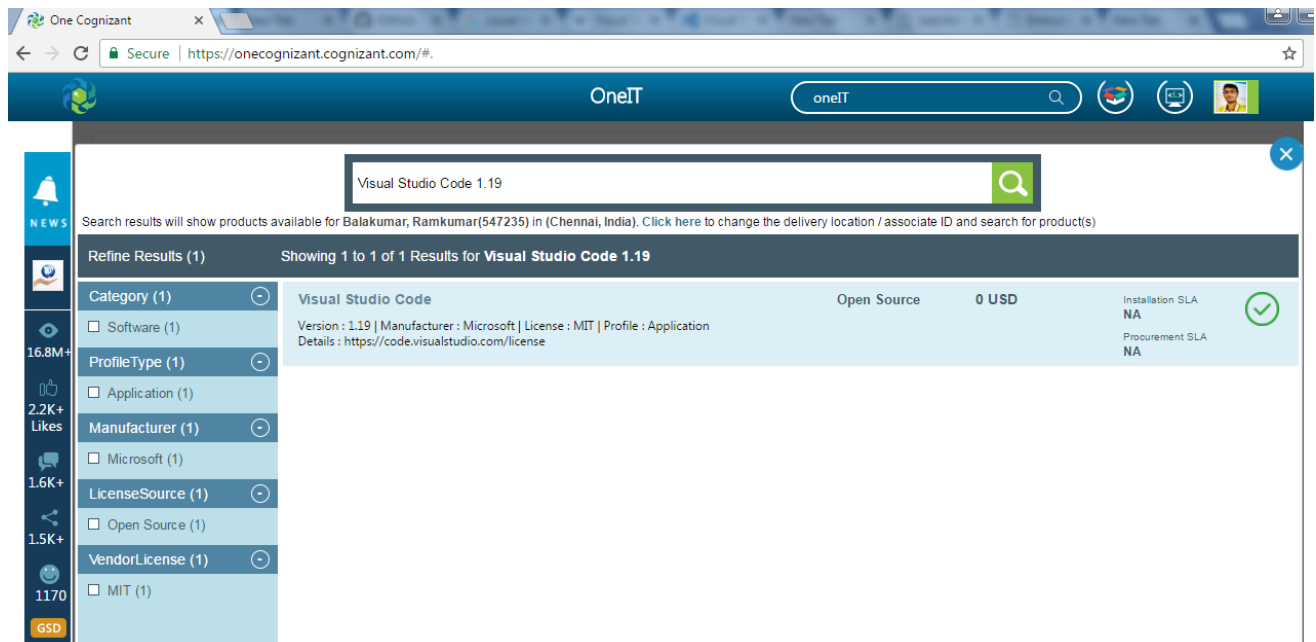 One Cognizant
Secure | https://onecognizant.cognizant.com/#.
OneIT
oneIT
Visual Studio Code 1.19
Search results will show products available for Balakumar, Ramkumar(547235) in (Chennai, India). Click here to change the delivery location / associate ID and search for product(s)
NEWS
Refine Results (1)
Showing 1 to 1 of 1 Results for Visual Studio Code 1.19
Category (1)
Software (1)
ProfileType (1)
Application (1)
Manufacturer (1)
Microsoft (1)
LicenseSource (1)
Open Source (1)
VendorLicense (1)
MIT (1)
Visual Studio Code
Open Source
0 USD
Version : 1.19 | Manufacturer : Microsoft | License : MIT | Profile : Application
Details : https://code.visualstudio.com/license
Installation SLA
NA
Procurement SLA
NA
16.8M+
2.2K+
Likes
1.6K+
1.5K+
1170
GSD